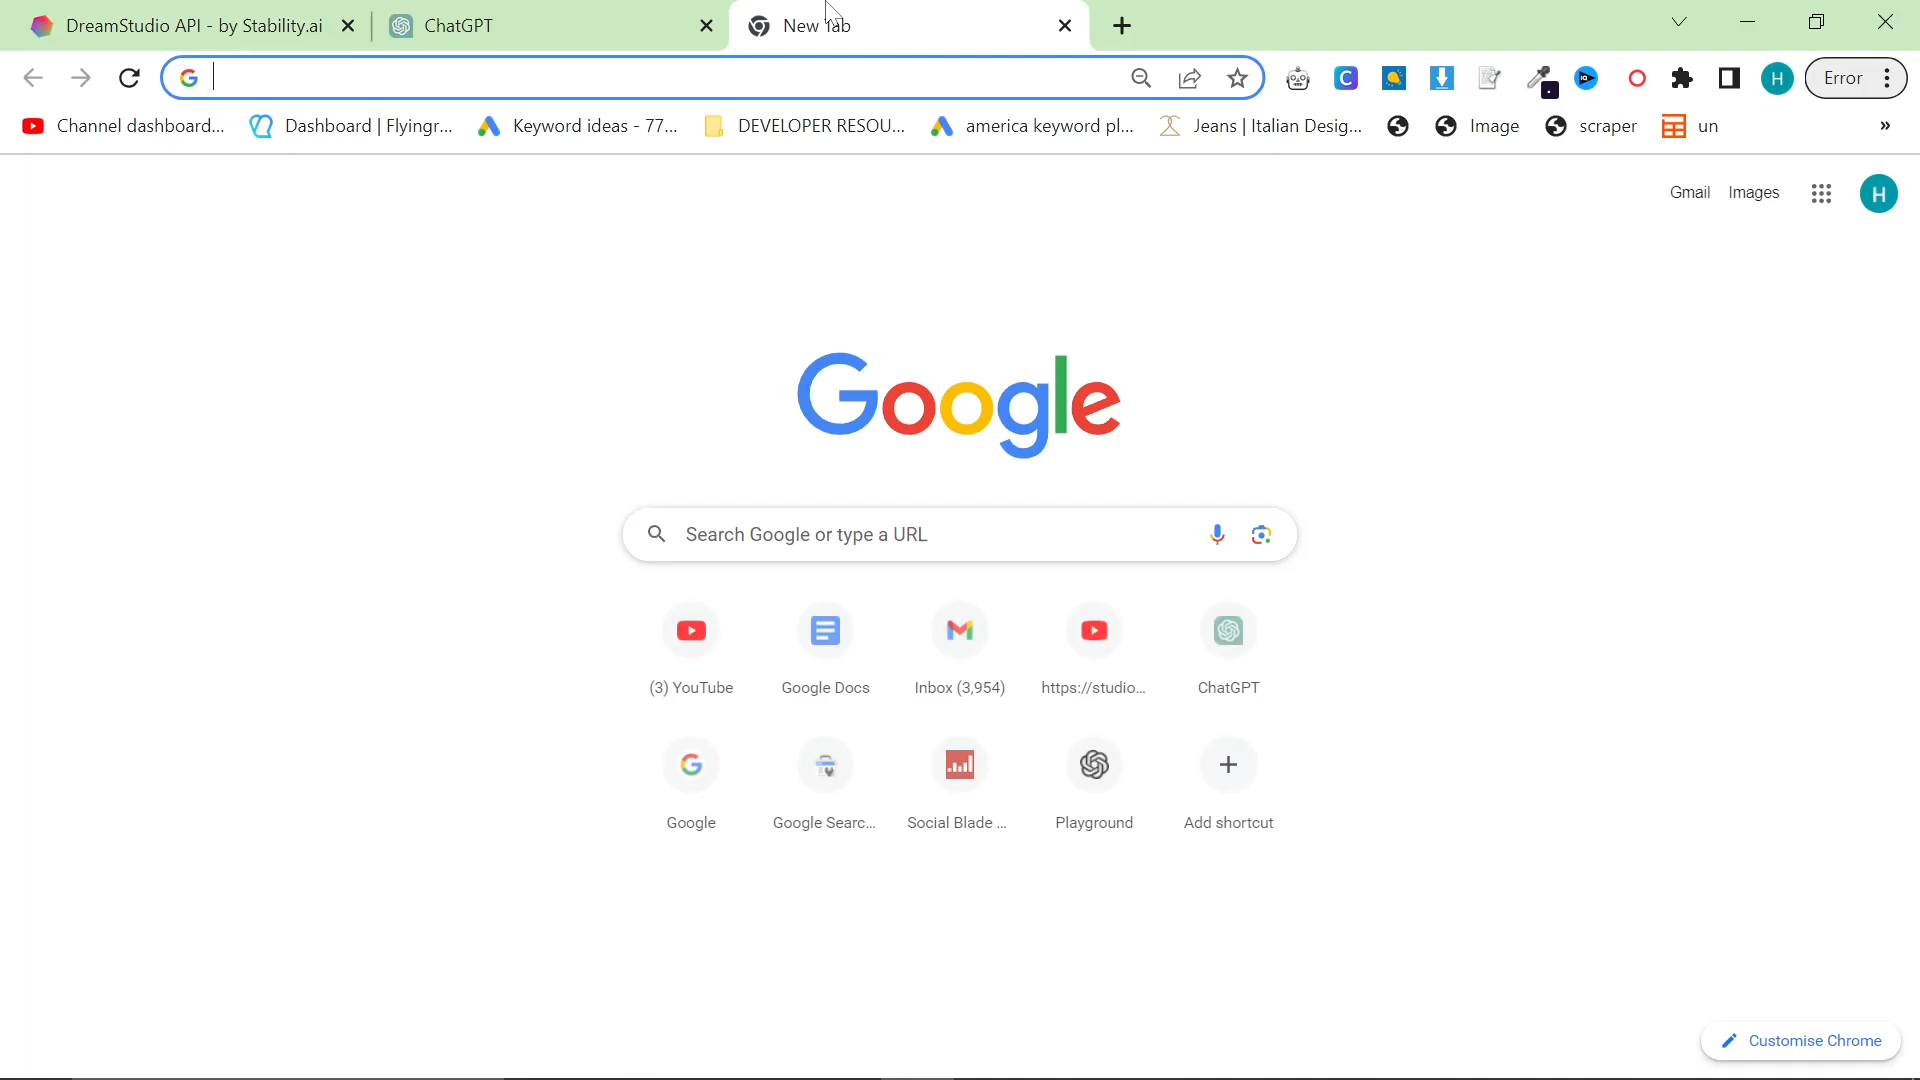 DreamStudio API - by Stability.ai
ChatGPT
New Tab
Error
H
Channel dashboard...
Dashboard | Flyingr...
Keyword ideas - 77...
DEVELOPER RESOU...
america keyword pl...
Jeans | Italian Desig...
Image
scraper
un
»
Gmail
Images
H
Google
Search Google or type a URL
(3) YouTube
Google Docs
Inbox (3,954)
https://studio...
ChatGPT
Google
Google Searc...
Social Blade ...
Playground
Add shortcut
Customise Chrome